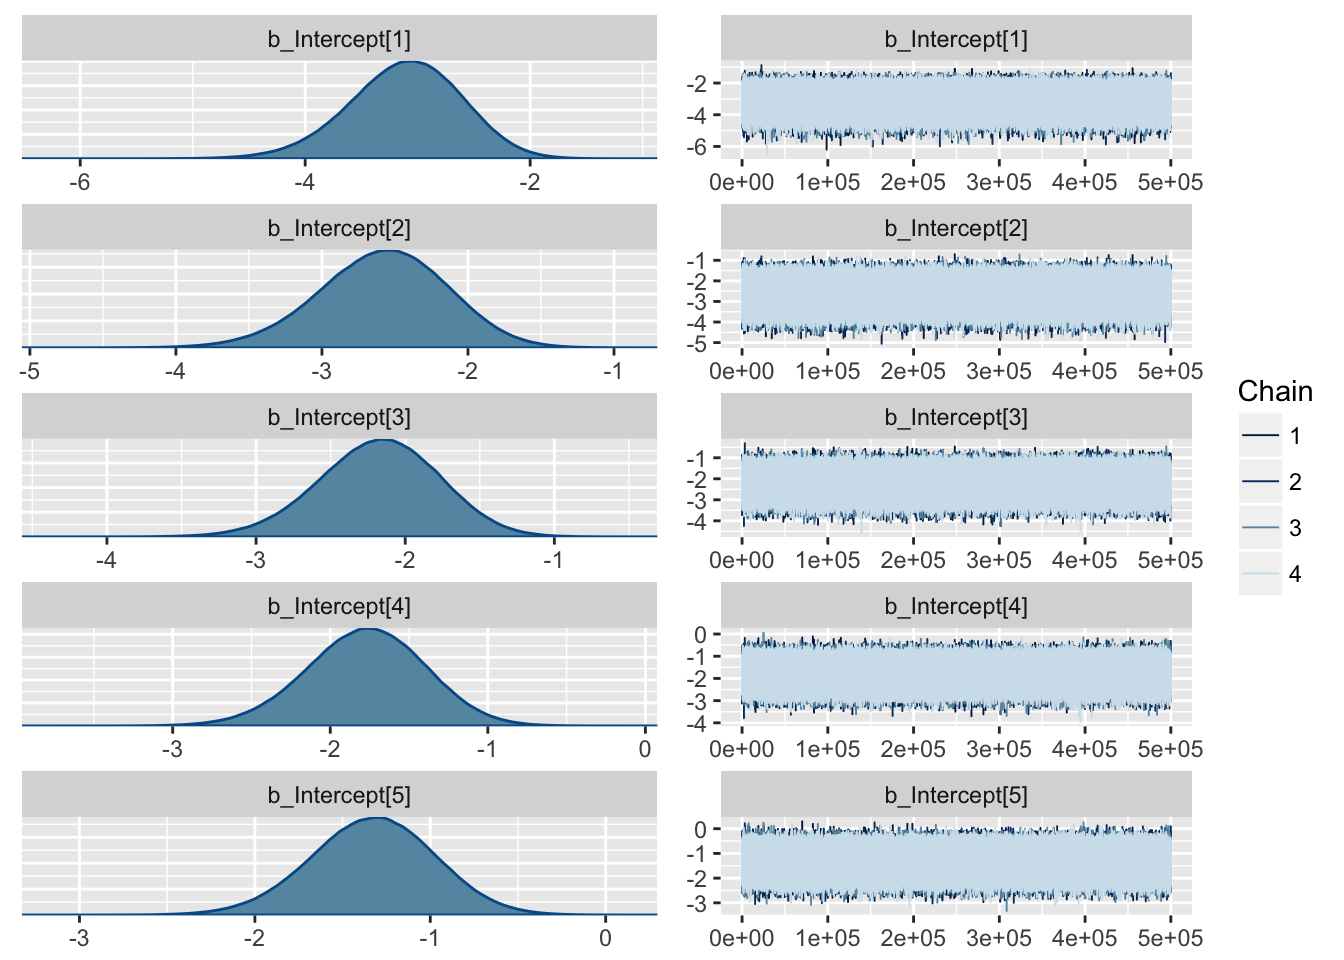 b_Intercept[1] b_Intercept[1]
-2
-4
-6
-6 -4 -2 0e+00 1e+05 2e+05 3e+05 4e+05 5e+05
b_Intercept[2] b_Intercept[2]
-1
-2
-3
-4
-5
-5 -4 -3 -2 -1 0e+00 1e+05 2e+05 3e+05 4e+05 5e+05
b_Intercept[3] b_Intercept[3]
-1
-2
-3
-4
-4 -3 -2 -1 0e+00 1e+05 2e+05 3e+05 4e+05 5e+05
b_Intercept[4] b_Intercept[4]
0
-1
-2
-3
-4
-3 -2 -1 0 0e+00 1e+05 2e+05 3e+05 4e+05 5e+05
b_Intercept[5] b_Intercept[5]
0
-1
-2
-3
-3 -2 -1 0 0e+00 1e+05 2e+05 3e+05 4e+05 5e+05
Chain
1
2
3
4